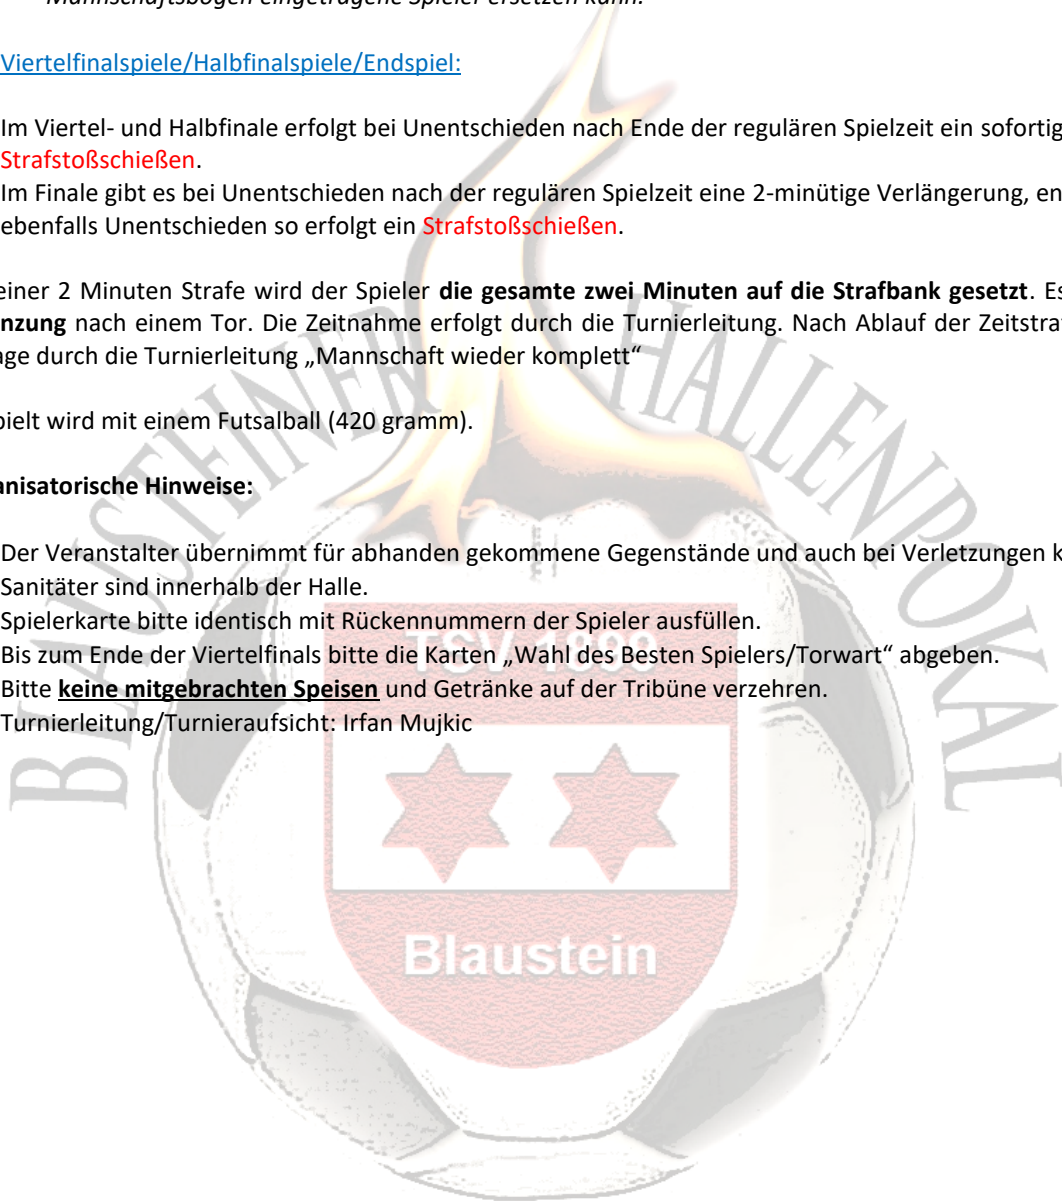 Mannschaftsbogen eingetragene Spieler ersetzen kann.
Viertelfinalspiele/Halbfinalspiele/Endspiel:
Im Viertel- und Halbfinale erfolgt bei Unentschieden nach Ende der regulären Spielzeit ein sofortig
Strafstoßschießen.
Im Finale gibt es bei Unentschieden nach der regulären Spielzeit eine 2-minütige Verlängerung, en
ebenfalls Unentschieden so erfolgt ein Strafstoßschießen.
einer 2 Minuten Strafe wird der Spieler die gesamte zwei Minuten auf die Strafbank gesetzt. Es
nzung nach einem Tor. Die Zeitnahme erfolgt durch die Turnierleitung. Nach Ablauf der Zeitstra
age durch die Turnierleitung „Mannschaft wieder komplett“
pielt wird mit einem Futsalball (420 gramm).
anisatorische Hinweise:
Der Veranstalter übernimmt für abhanden gekommene Gegenstände und auch bei Verletzungen k
Sanitäter sind innerhalb der Halle.
Spielerkarte bitte identisch mit Rückennummern der Spieler ausfüllen.
Bis zum Ende der Viertelfinals bitte die Karten „Wahl des Besten Spielers/Torwart“ abgeben.
Bitte keine mitgebrachten Speisen und Getränke auf der Tribüne verzehren.
Turnierleitung/Turnieraufsicht: Irfan Mujkic
BLAUSTEINER HALLENPOKAL
TSV 1899
Blaustein